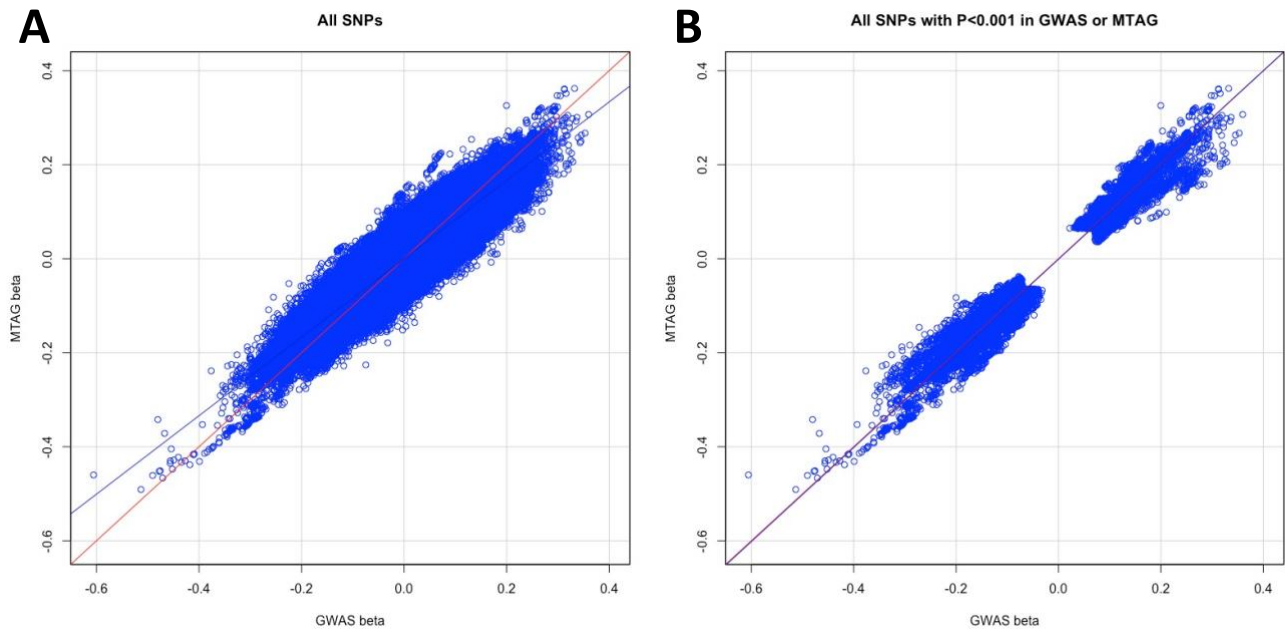 A
All SNPs
MTAG beta
0.4
0.2
0.0
-0.2
-0.4
-0.6
-0.6 -0.4 -0.2 0.0 0.2 0.4
GWAS beta
B
All SNPs with P<0.001 in GWAS or MTAG
MTAG beta
0.4
0.2
0.0
-0.2
-0.4
-0.6
-0.6 -0.4 -0.2 0.0 0.2 0.4
GWAS beta